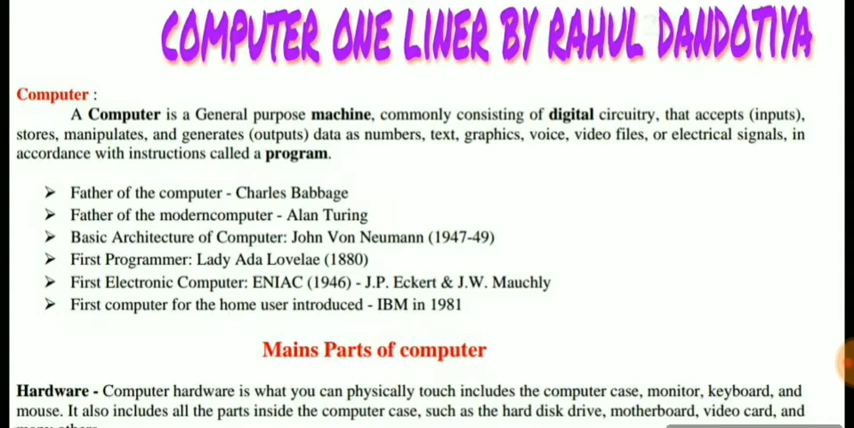 COMPUTER ONE LINER BY RAHUL DANDOTIYA
Computer :
A Computer is a General purpose machine, commonly consisting of digital circuitry, that accepts (inputs),
stores, manipulates, and generates (outputs) data as numbers, text, graphics, voice, video files, or electrical signals, in
accordance with instructions called a program.
➢ Father of the computer - Charles Babbage
➢ Father of the moderncomputer - Alan Turing
➢ Basic Architecture of Computer: John Von Neumann (1947-49)
➢ First Programmer: Lady Ada Lovelae (1880)
➢ First Electronic Computer: ENIAC (1946) - J.P. Eckert & J.W. Mauchly
➢ First computer for the home user introduced - IBM in 1981
Mains Parts of computer
Hardware - Computer hardware is what you can physically touch includes the computer case, monitor, keyboard, and
mouse. It also includes all the parts inside the computer case, such as the hard disk drive, motherboard, video card, and